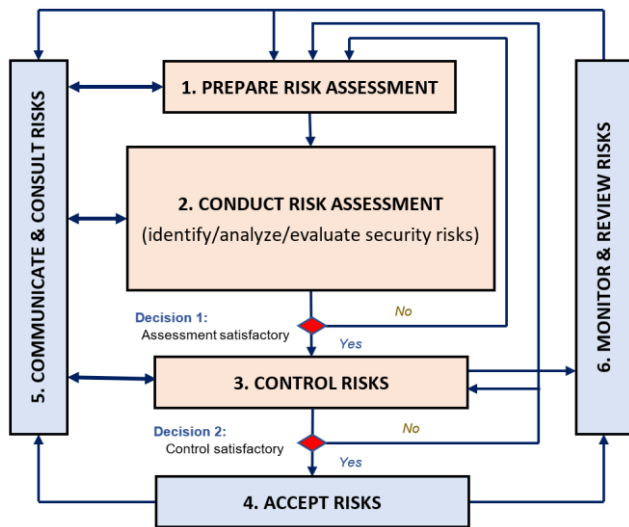 1. PREPARE RISK ASSESSMENT
5. COMMUNICATE & CONSULT RISKS
6. MONITOR & REVIEW RISKS
2. CONDUCT RISK ASSESSMENT
(identify/analyze/evaluate security risks)
Decision 1:
No
Assessment satisfactory
Yes
3. CONTROL RISKS
Decision 2:
No
Control satisfactory
Yes
4. ACCEPT RISKS